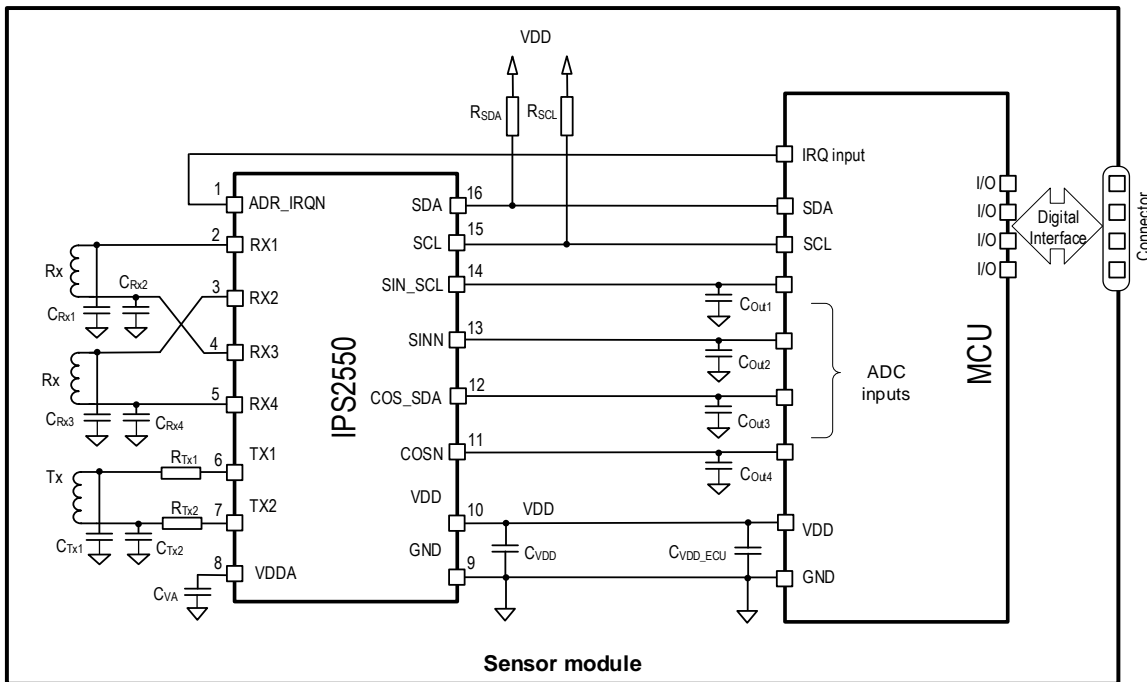 VDD
RSDA
RSCL
IRQ input
1
ADR_IRQN
SDA
16
SDA
I/O
I/O
I/O
I/O
Digital
Interface
Connector
2
RX1
SCL
15
SCL
Rx
CRx1
CRx2
3
RX2
SIN_SCL
14
COut1
4
RX3
SINN
13
COut2
Rx
CRx3
CRx4
5
RX4
COS_SDA
12
COut3
ADC
inputs
MCU
IPS2550
COSN
11
COut4
Tx
RTx1
6
TX1
RTx2
7
TX2
CTx1
CTx2
VDD
10
VDD
CVDD
CVDD_ECU
VDD
8
VDDA
CVA
GND
9
GND
Sensor module